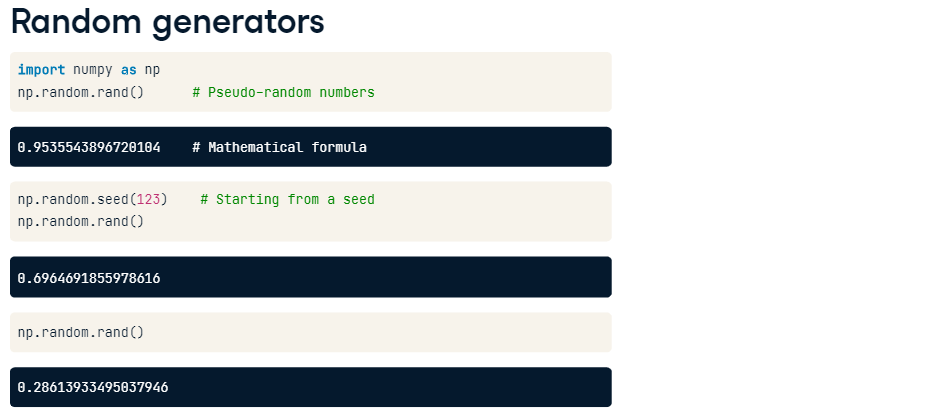 Random generators
import numpy as np
np.random.rand() # Pseudo-random numbers
0.9535543896720104 # Mathematical formula
np.random.seed(123) # Starting from a seed
np.random.rand()
0.6964691855978616
np.random.rand()
0.28613933495037946